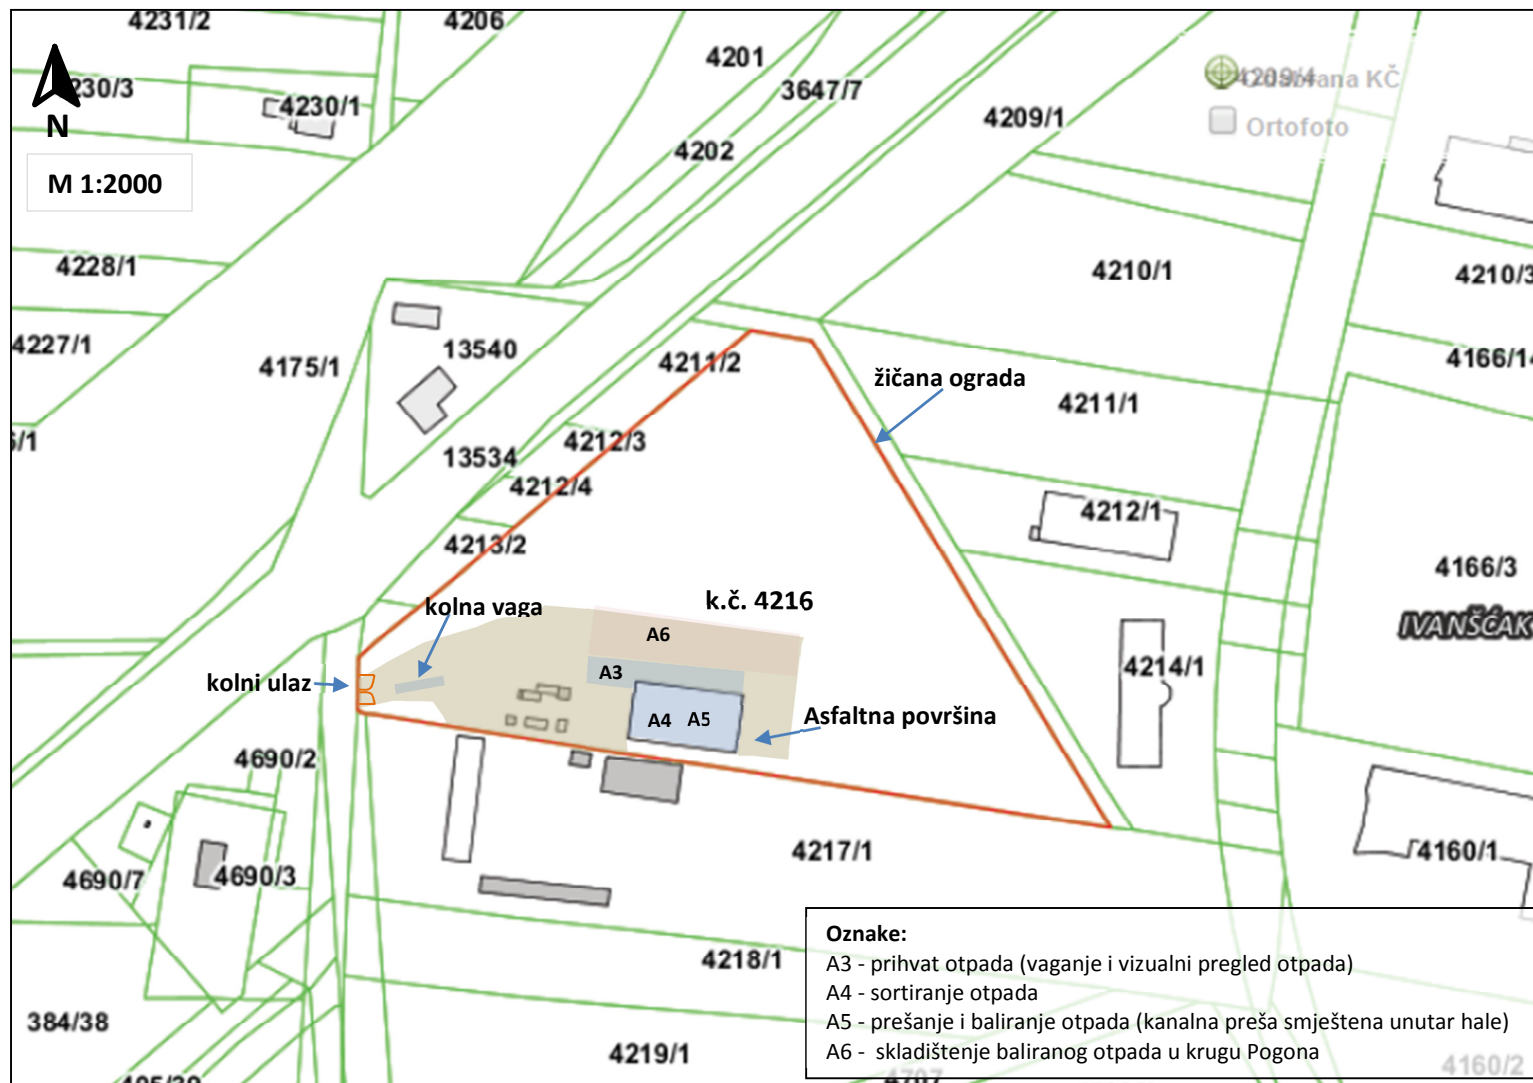 4231/2
4206
4201
230/3
4230/1
3647/7
4209/4
Odabrana KČ
4209/1
Ortofoto
N
4202
M 1:2000
4228/1
4210/1
4210/3
4227/1
4175/1
13540
4211/2
4166/14
žičana ograda
4211/1
/1
4212/3
13534
4212/4
4212/1
4213/2
4166/3
kolna vaga
k.č. 4216
IVANŠČAK
A6
A3
4214/1
kolni ulaz
A4 A5
Asfaltna površina
4690/2
4217/1
4160/1
4690/7
4690/3
Oznake:
A3 - prihvat otpada (vaganje i vizualni pregled otpada)
A4 - sortiranje otpada
A5 - prešanje i baliranje otpada (kanalna preša smještena unutar hale)
A6 - skladištenje baliranog otpada u krugu Pogona
4218/1
384/38
4219/1
4160/2